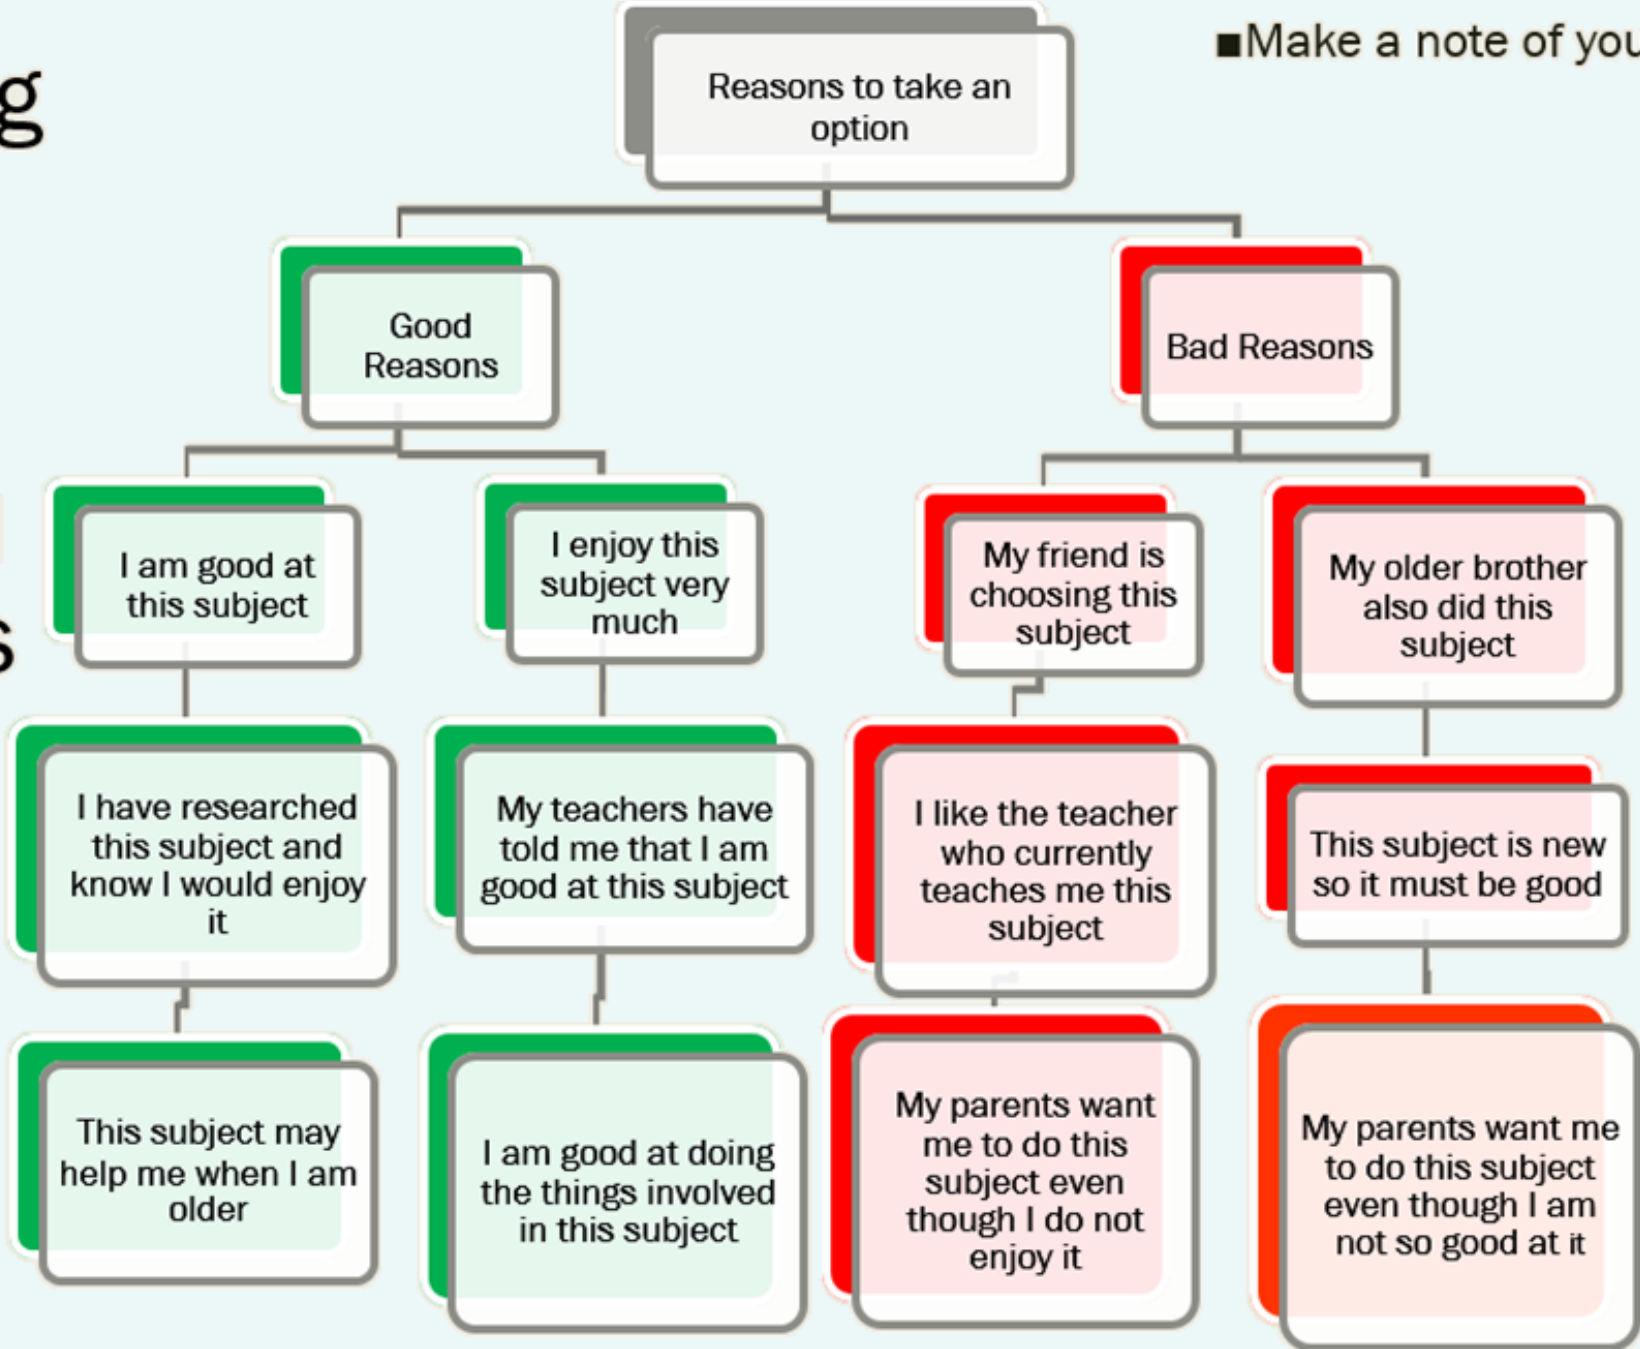 ■Make a note of you
g
s
Reasons to take an
option
Good
Reasons
Bad Reasons
I am good at
this subject
I enjoy this
subject very
much
My friend is
choosing this
subject
My older brother
also did this
subject
I have researched
this subject and
know I would enjoy
it
My teachers have
told me that I am
good at this subject
I like the teacher
who currently
teaches me this
subject
This subject is new
so it must be good
This subject may
help me when I am
older
I am good at doing
the things involved
in this subject
My parents want
me to do this
subject even
though I do not
enjoy it
My parents want me
to do this subject
even though I am
not so good at it